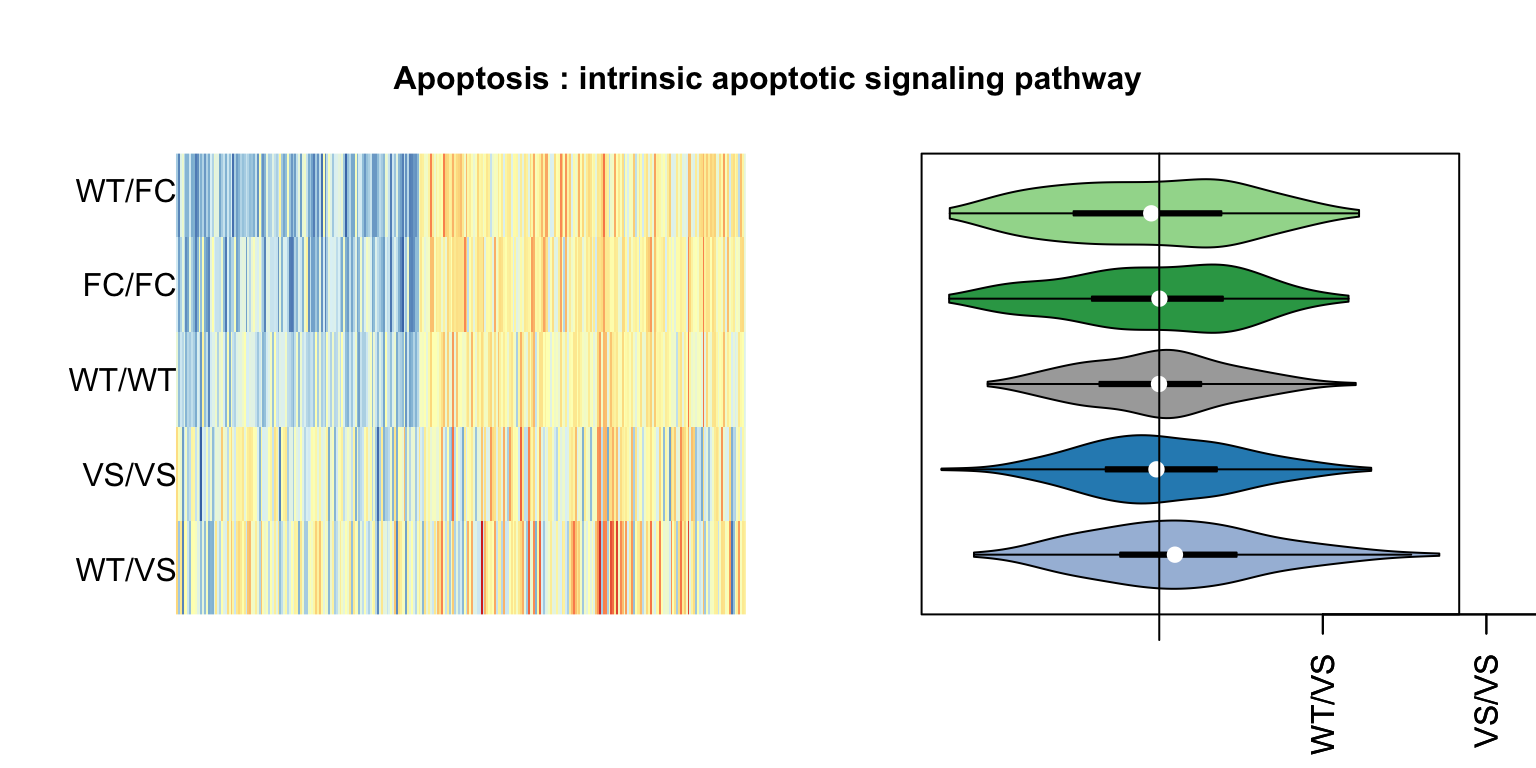 Apoptosis : intrinsic apoptotic signaling pathway
WT/FC
FC/FC
WT/WT
VS/VS
WT/VS
WT/VS
VS/VS